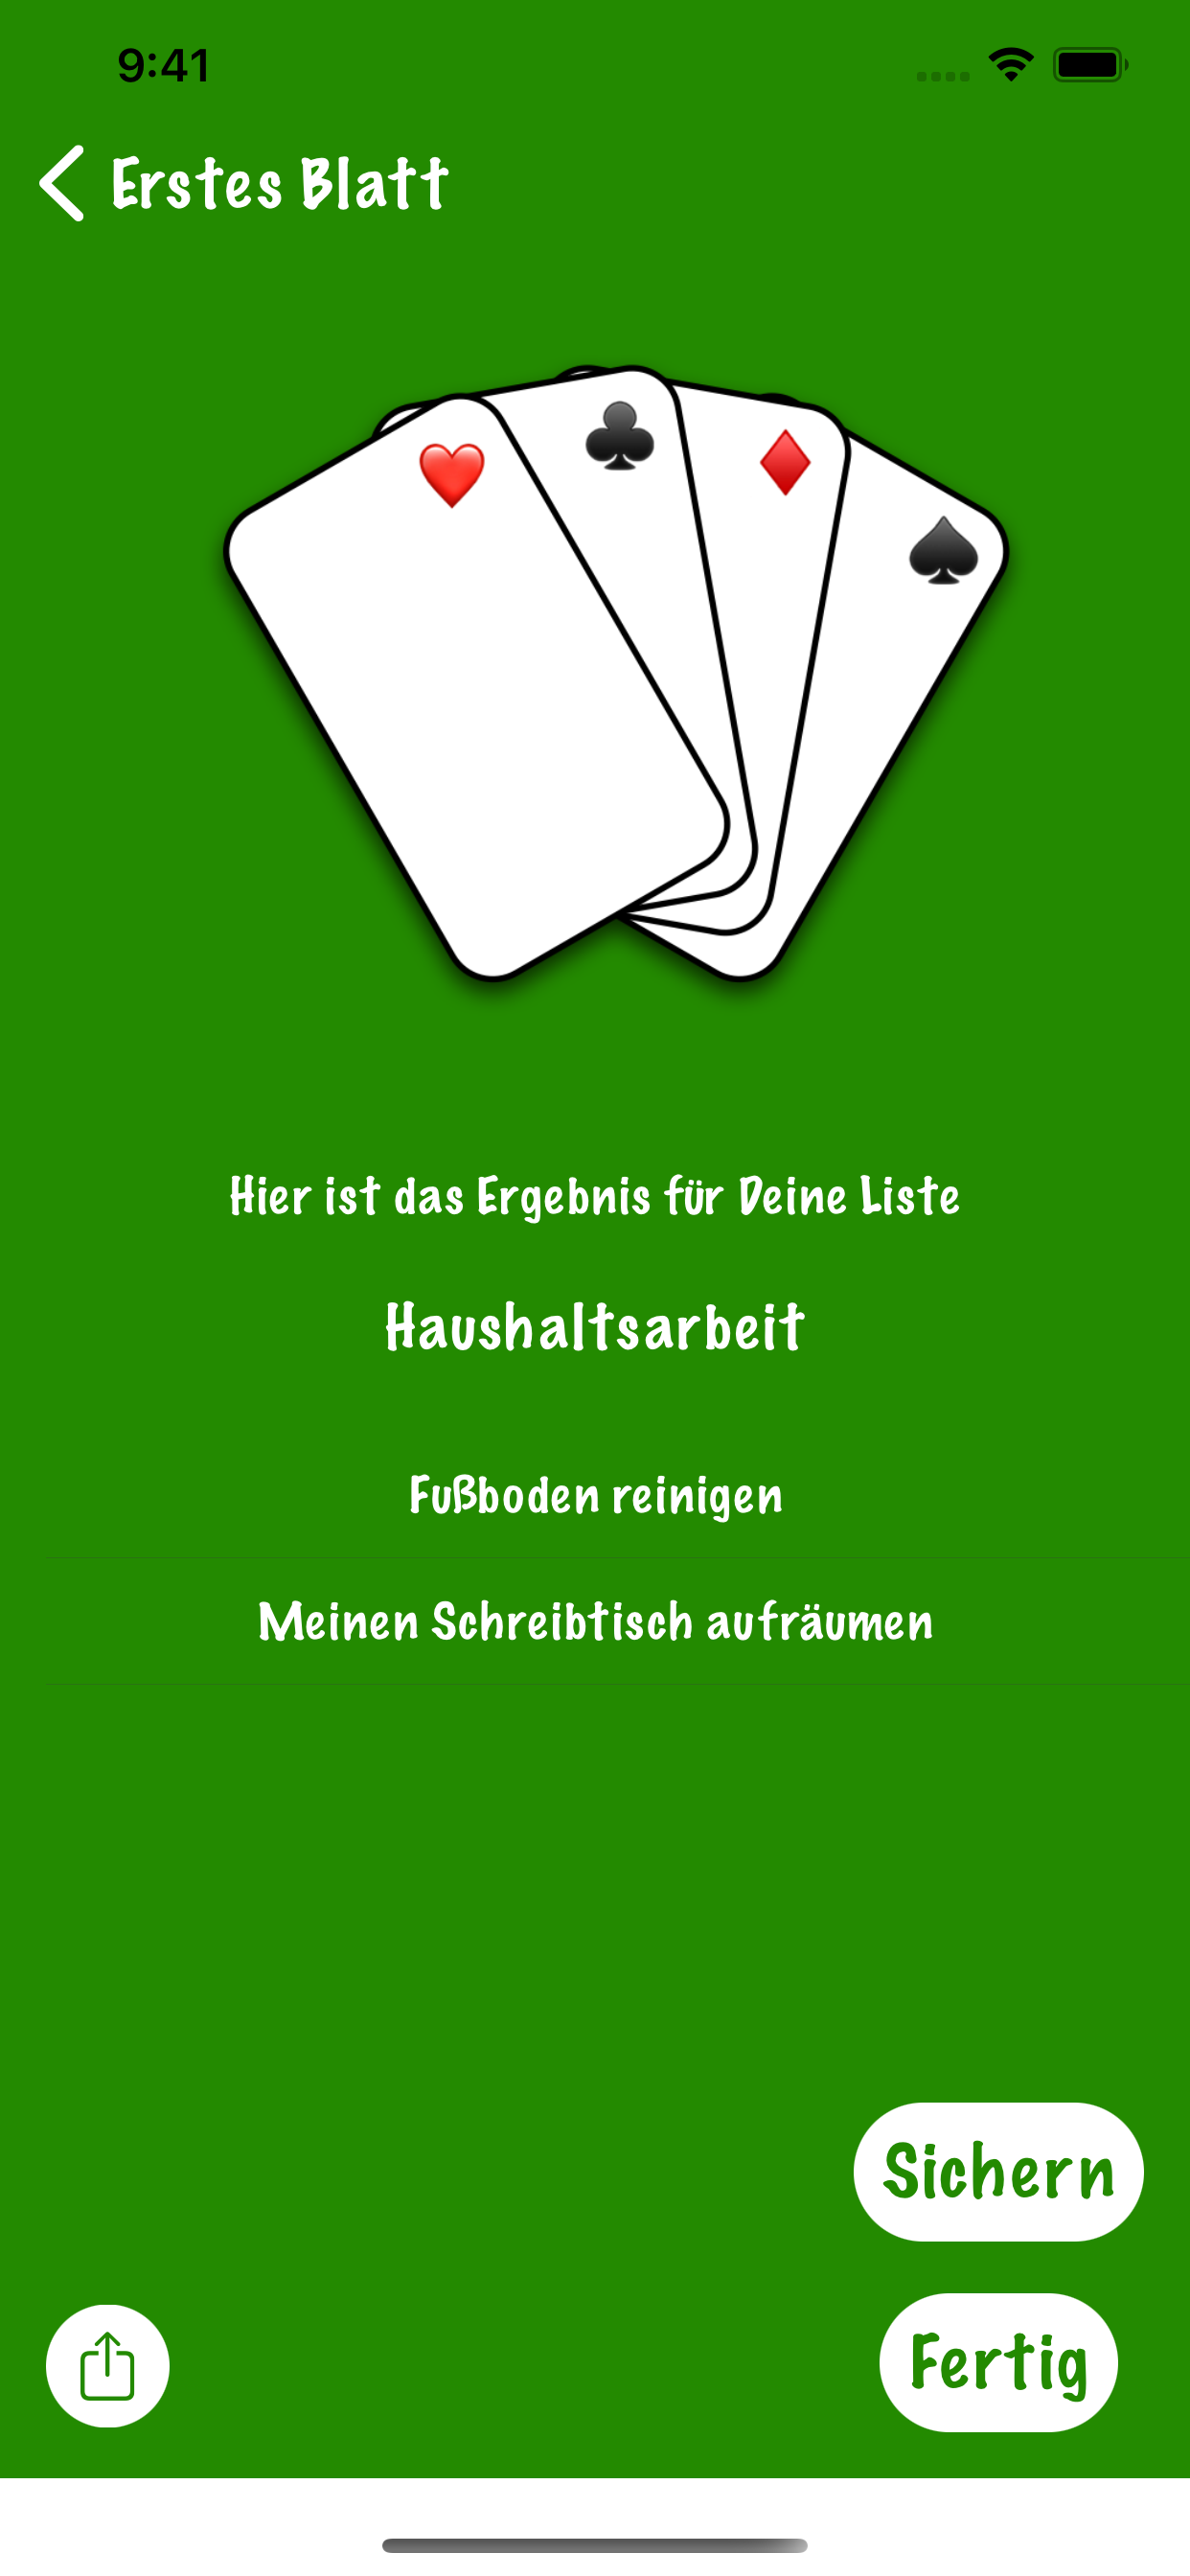 9:41
Erstes Blatt
Hier ist das Ergebnis für Deine Liste
Haushaltsarbeit
Fußboden reinigen
Meinen Schreibtisch aufräumen
Sichern
Fertig